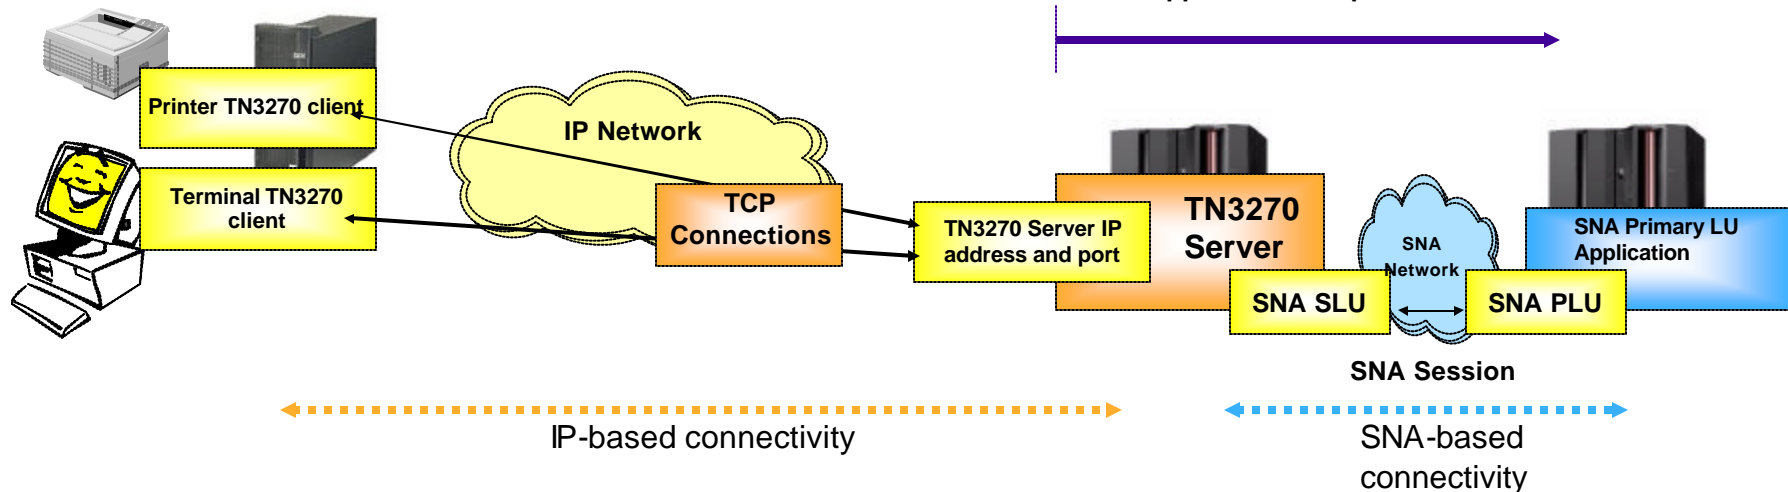 Printer TN3270 client
IP Network
Terminal TN3270
client
TCP
Connections
TN3270 Server IP
address and port
TN3270
Server
SNA
Network
SNA Primary LU
Application
SNA SLU
SNA PLU
SNA Session
IP-based connectivity
SNA-based
connectivity